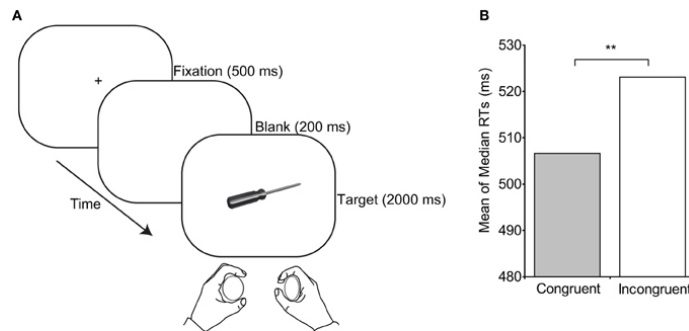 A
Fixation (500 ms)
Blank (200 ms)
Target (2000 ms)
Time
B
Mean of Median RTs (ms)
530
520
510
500
490
480
**
Congruent
Incongruent